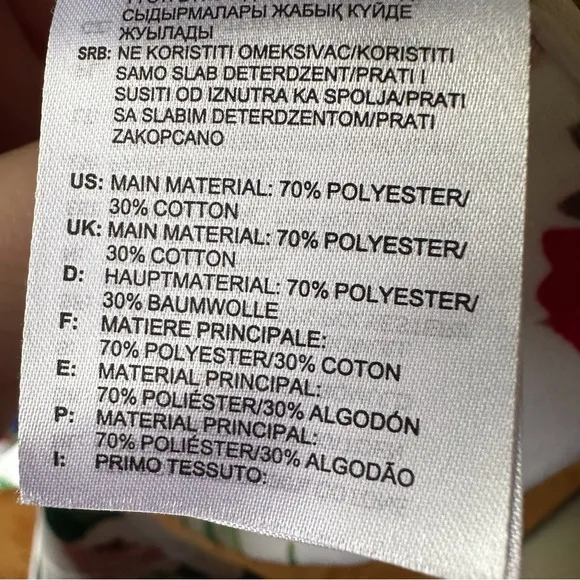 СЫДЫРМАЛАРЫ ЖАБЫҚ КҮЙДЕ
ЖУЫЛАДЫ
SRB: NE KORISTITI OMEKSIVAC/KORISTITI
SAMO SLAB DETERDZENT/PRATI I
SUSITI OD IZNUTRA KA SPOLJA/PRATI
SA SLABIM DETERDZENTOM/PRATI
ZAKOPCANO
US: MAIN MATERIAL: 70% POLYESTER/
30% COTTON
UK: MAIN MATERIAL: 70% POLYESTER/
30% COTTON
D: HAUPTMATERIAL: 70% POLYESTER/
30% BAUMWOLLE
F: MATIERE PRINCIPALE:
70% POLYESTER/30% COTON
E: MATERIAL PRINCIPAL:
70% POLIÉSTER/30% ALGODÓN
P: MATERIAL PRINCIPAL:
70% POLIÉSTER/30% ALGODÃO
I: PRIMO TESSUTO: